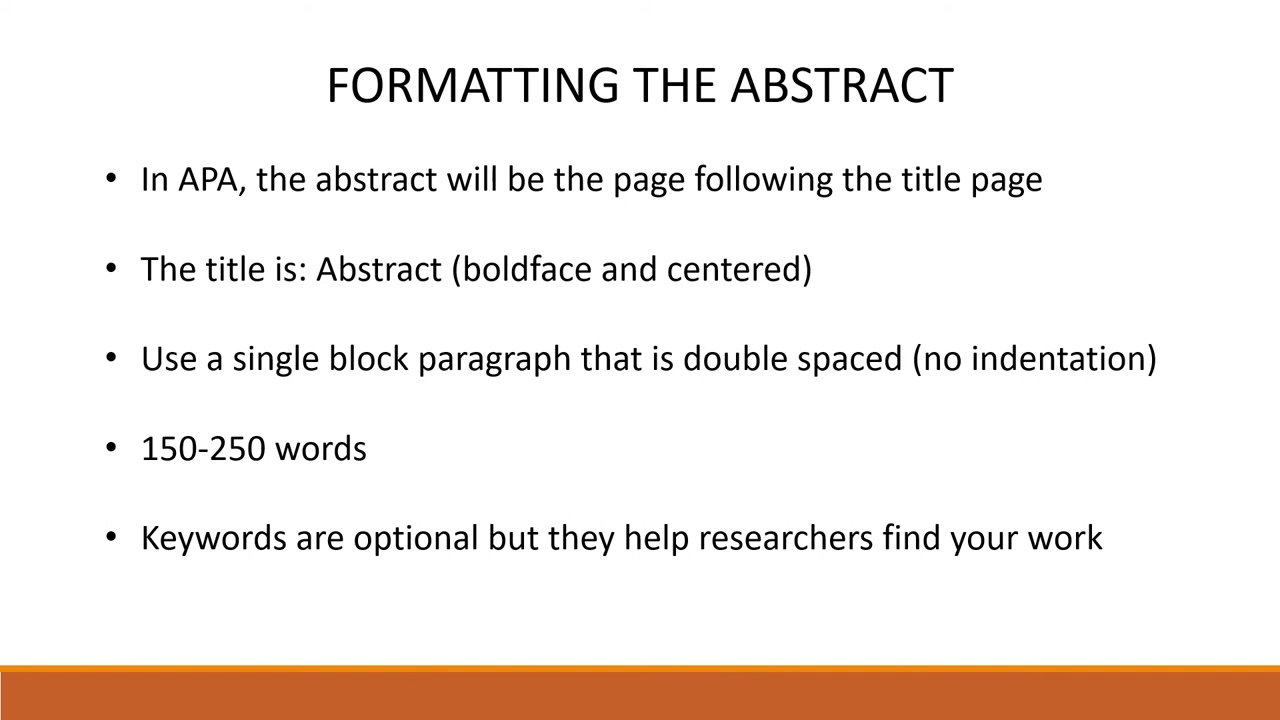 FORMATTING THE ABSTRACT
• In APA, the abstract will be the page following the title page
• The title is: Abstract (boldface and centered)
• Use a single block paragraph that is double spaced (no indentation)
• 150-250 words
• Keywords are optional but they help researchers find your work